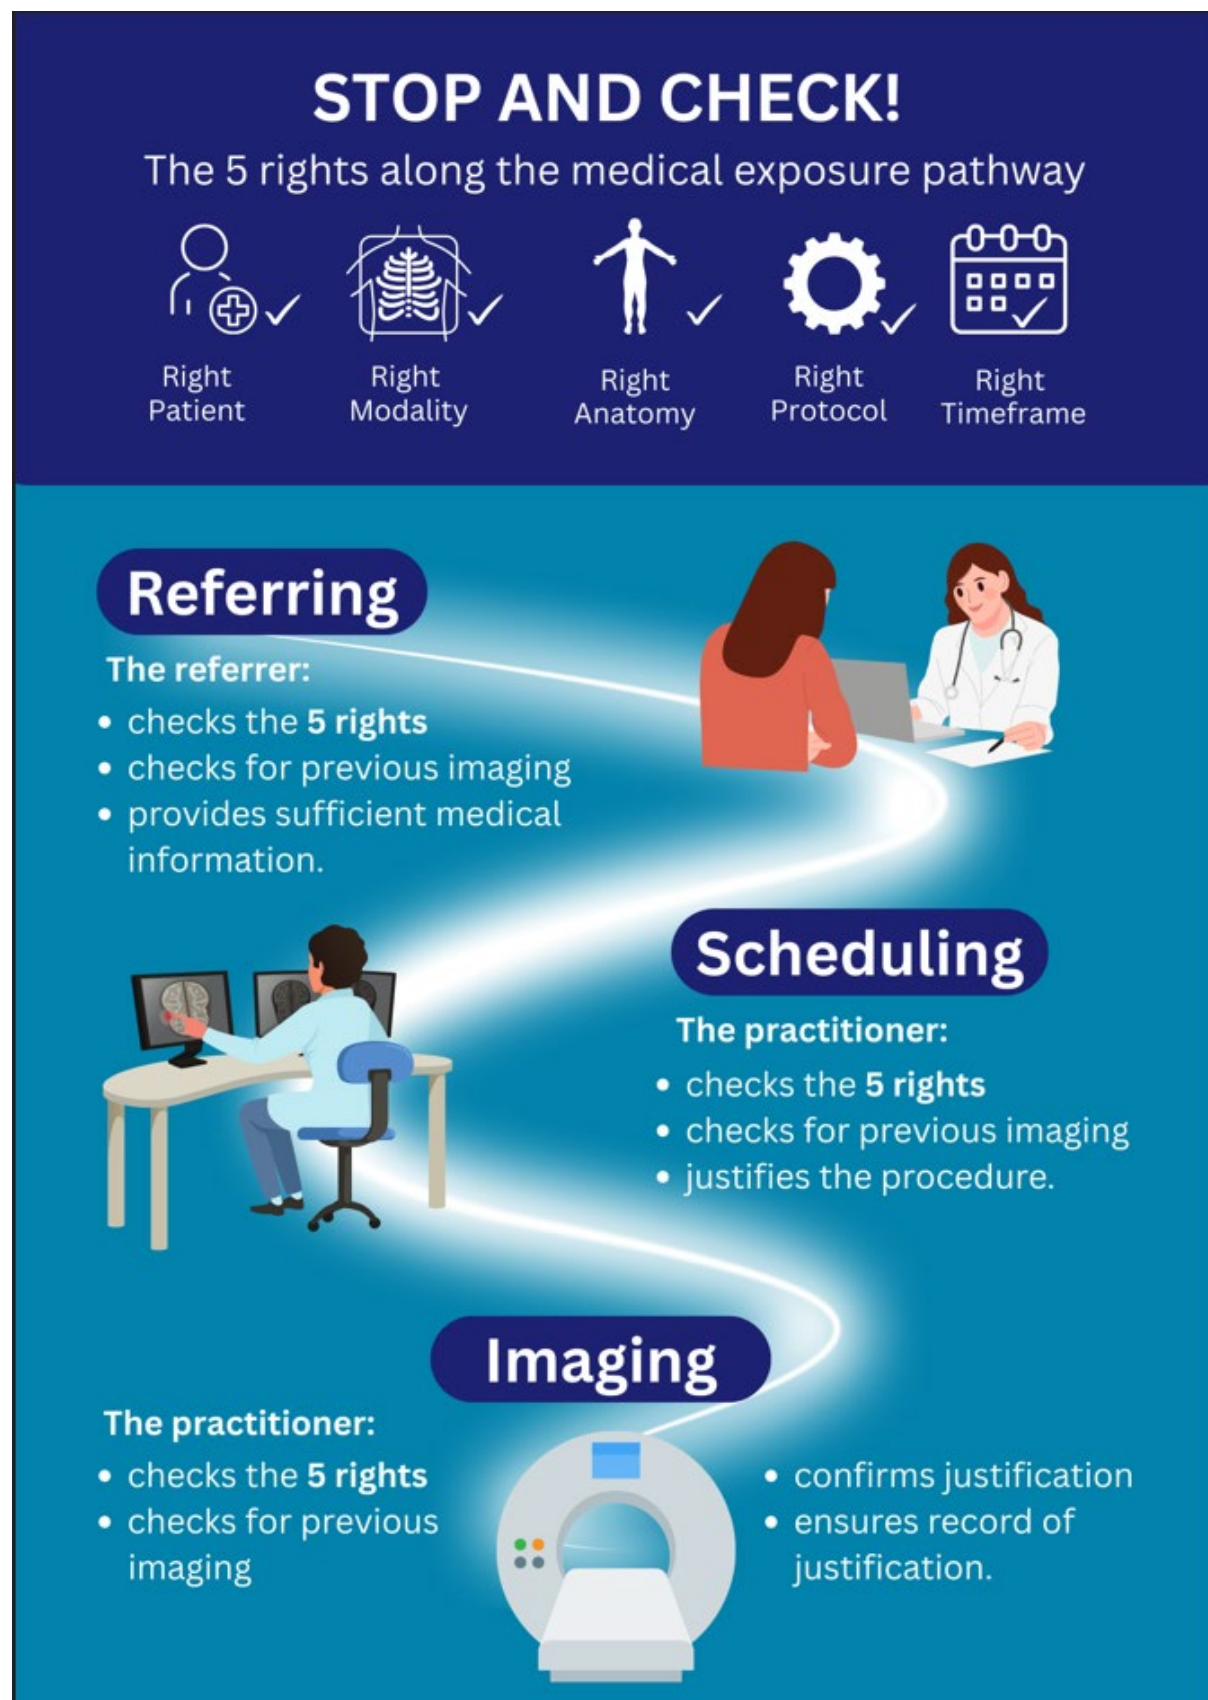 STOP AND CHECK!
The 5 rights along the medical exposure pathway
Right
Patient
Right
Modality
Right
Anatomy
Right
Protocol
Right
Timeframe
Referring
The referrer:
• checks the 5 rights
• checks for previous imaging
• provides sufficient medical
information.
Scheduling
The practitioner:
• checks the 5 rights
• checks for previous imaging
• justifies the procedure.
Imaging
The practitioner:
• checks the 5 rights
• checks for previous
imaging
• confirms justification
• ensures record of
justification.